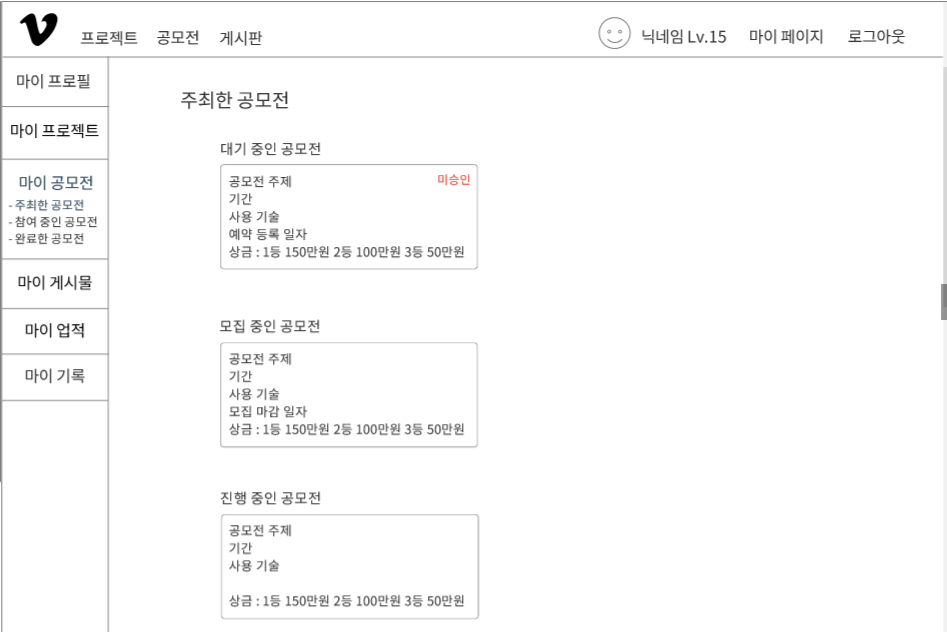 프로젝트 공모전 게시판
닉네임 Lv.15 마이 페이지 로그아웃
마이 프로필
마이 프로젝트
마이 공모전
- 주최한 공모전
- 참여 중인 공모전
- 완료한 공모전
마이 게시물
마이 업적
마이 기록
주최한 공모전
대기 중인 공모전
공모전 주제 미승인
기간
사용 기술
예약 등록 일자
상금 : 1등 150만원 2등 100만원 3등 50만원
모집 중인 공모전
공모전 주제
기간
사용 기술
모집 마감 일자
상금 : 1등 150만원 2등 100만원 3등 50만원
진행 중인 공모전
공모전 주제
기간
사용 기술
상금 : 1등 150만원 2등 100만원 3등 50만원